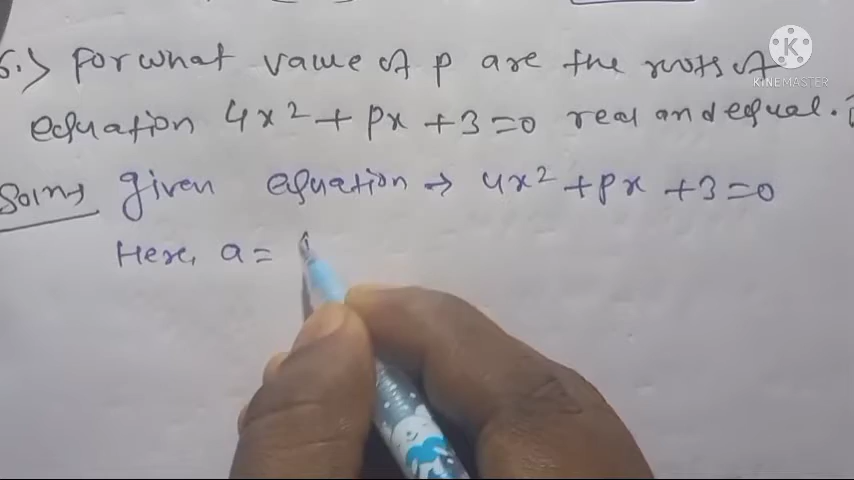 6.) For what value of p are the roots of
equation 4x² + px + 3 = 0 real and equal.
Soln→ given equation → 4x² + px + 3 = 0
Here, a =
K
KINEMASTER